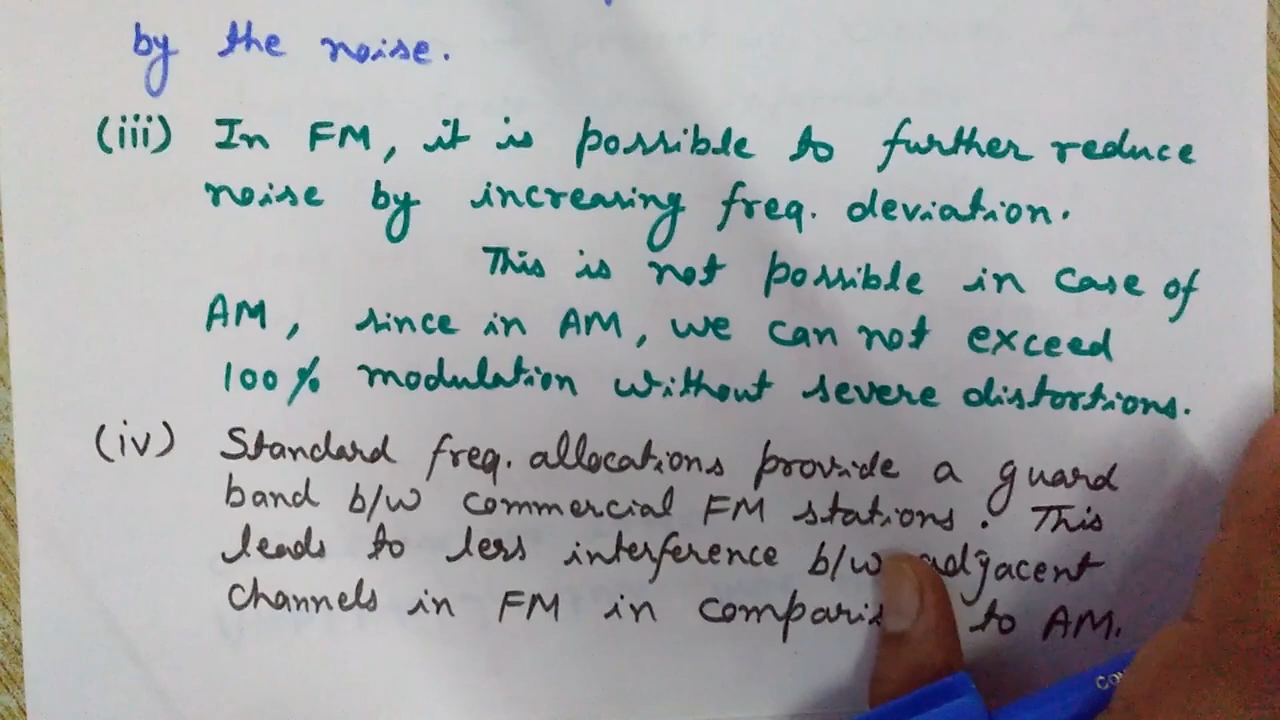 by the noise.
(iii) In FM, it is possible to further reduce
noise by increasing freq. deviation.
This is not possible in case of
AM, since in AM, we can not exceed
100% modulation without severe distortions.
(iv) Standard freq. allocations provide a guard
band b/w commercial FM stations. This
leads to less interference b/w adjacent
channels in FM in to AM.